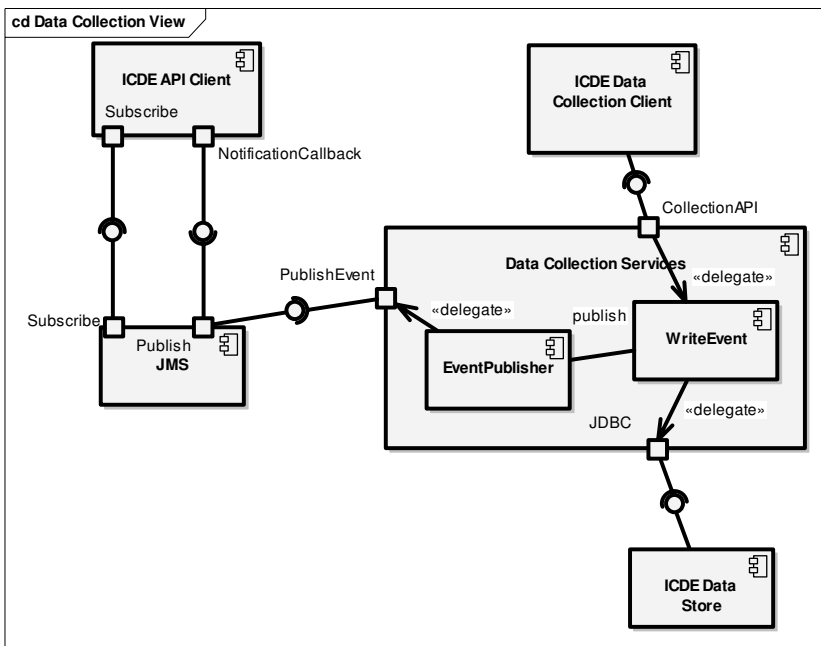 cd Data Collection View
ICDE API Client
Subscribe
NotificationCallback
ICDE Data
Collection Client
CollectionAPI
Data Collection Services
«delegate»
PublishEvent
«delegate»
publish
WriteEvent
EventPublisher
Subscribe
Publish
JMS
«delegate»
JDBC
ICDE Data
Store